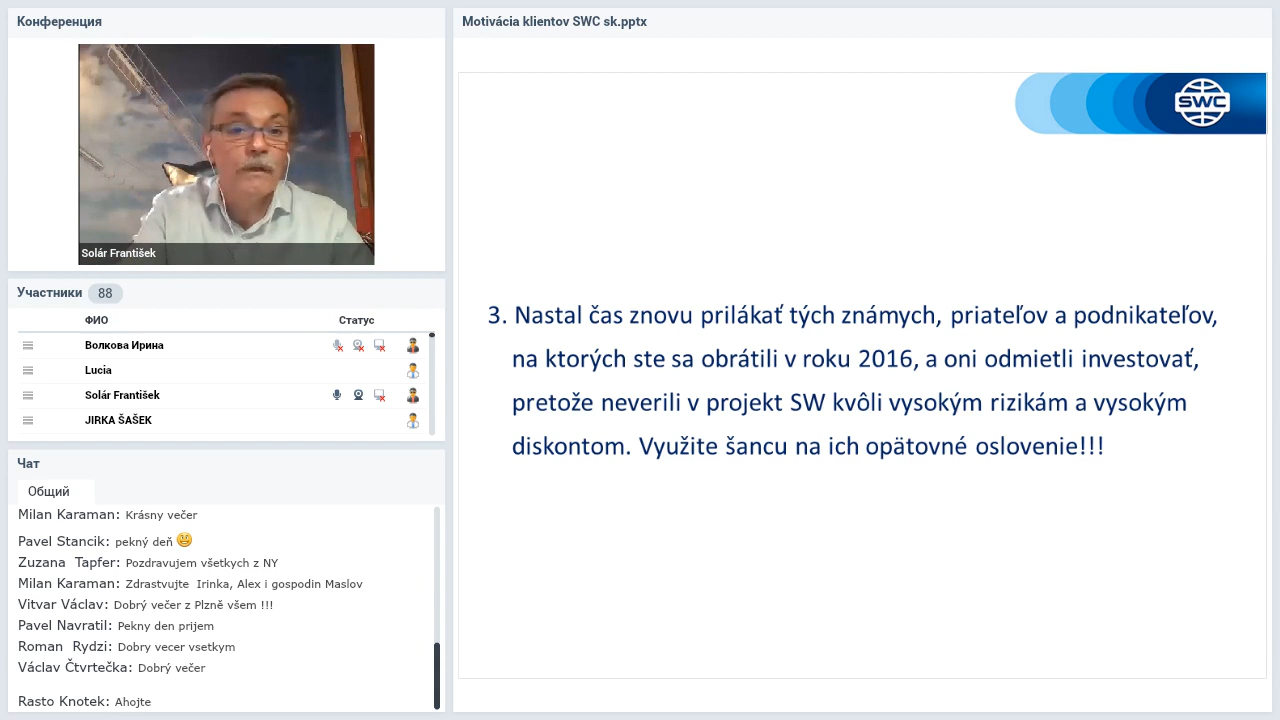 Конференция
Solár František
Участники 88
ФИО Статус
Волкова Ирина
Lucia
Solár František
JIRKA ŠAŠEK
Чат
Общий
Milan Karaman: Krásny večer
Pavel Stancik: pekný deň
Zuzana Tapfer: Pozdravujem všetkych z NY
Milan Karaman: Zdrastvujte Irinka, Alex i gospodin Maslov
Vitvar Václav: Dobrý večer z Plzně všem !!!
Pavel Navratil: Pekny den prijem
Roman Rydzi: Dobry vecer vsetkym
Václav Čtvrtečka: Dobrý večer
Rasto Knotek: Ahojte
Motivácia klientov SWC sk.pptx
SWC
3. Nastal čas znovu prilákať tých známych, priateľov a podnikateľov,
na ktorých ste sa obrátili v roku 2016, a oni odmietli investovať,
pretože neverili v projekt SW kvôli vysokým rizikám a vysokým
diskontom. Využite šancu na ich opätovné oslovenie!!!